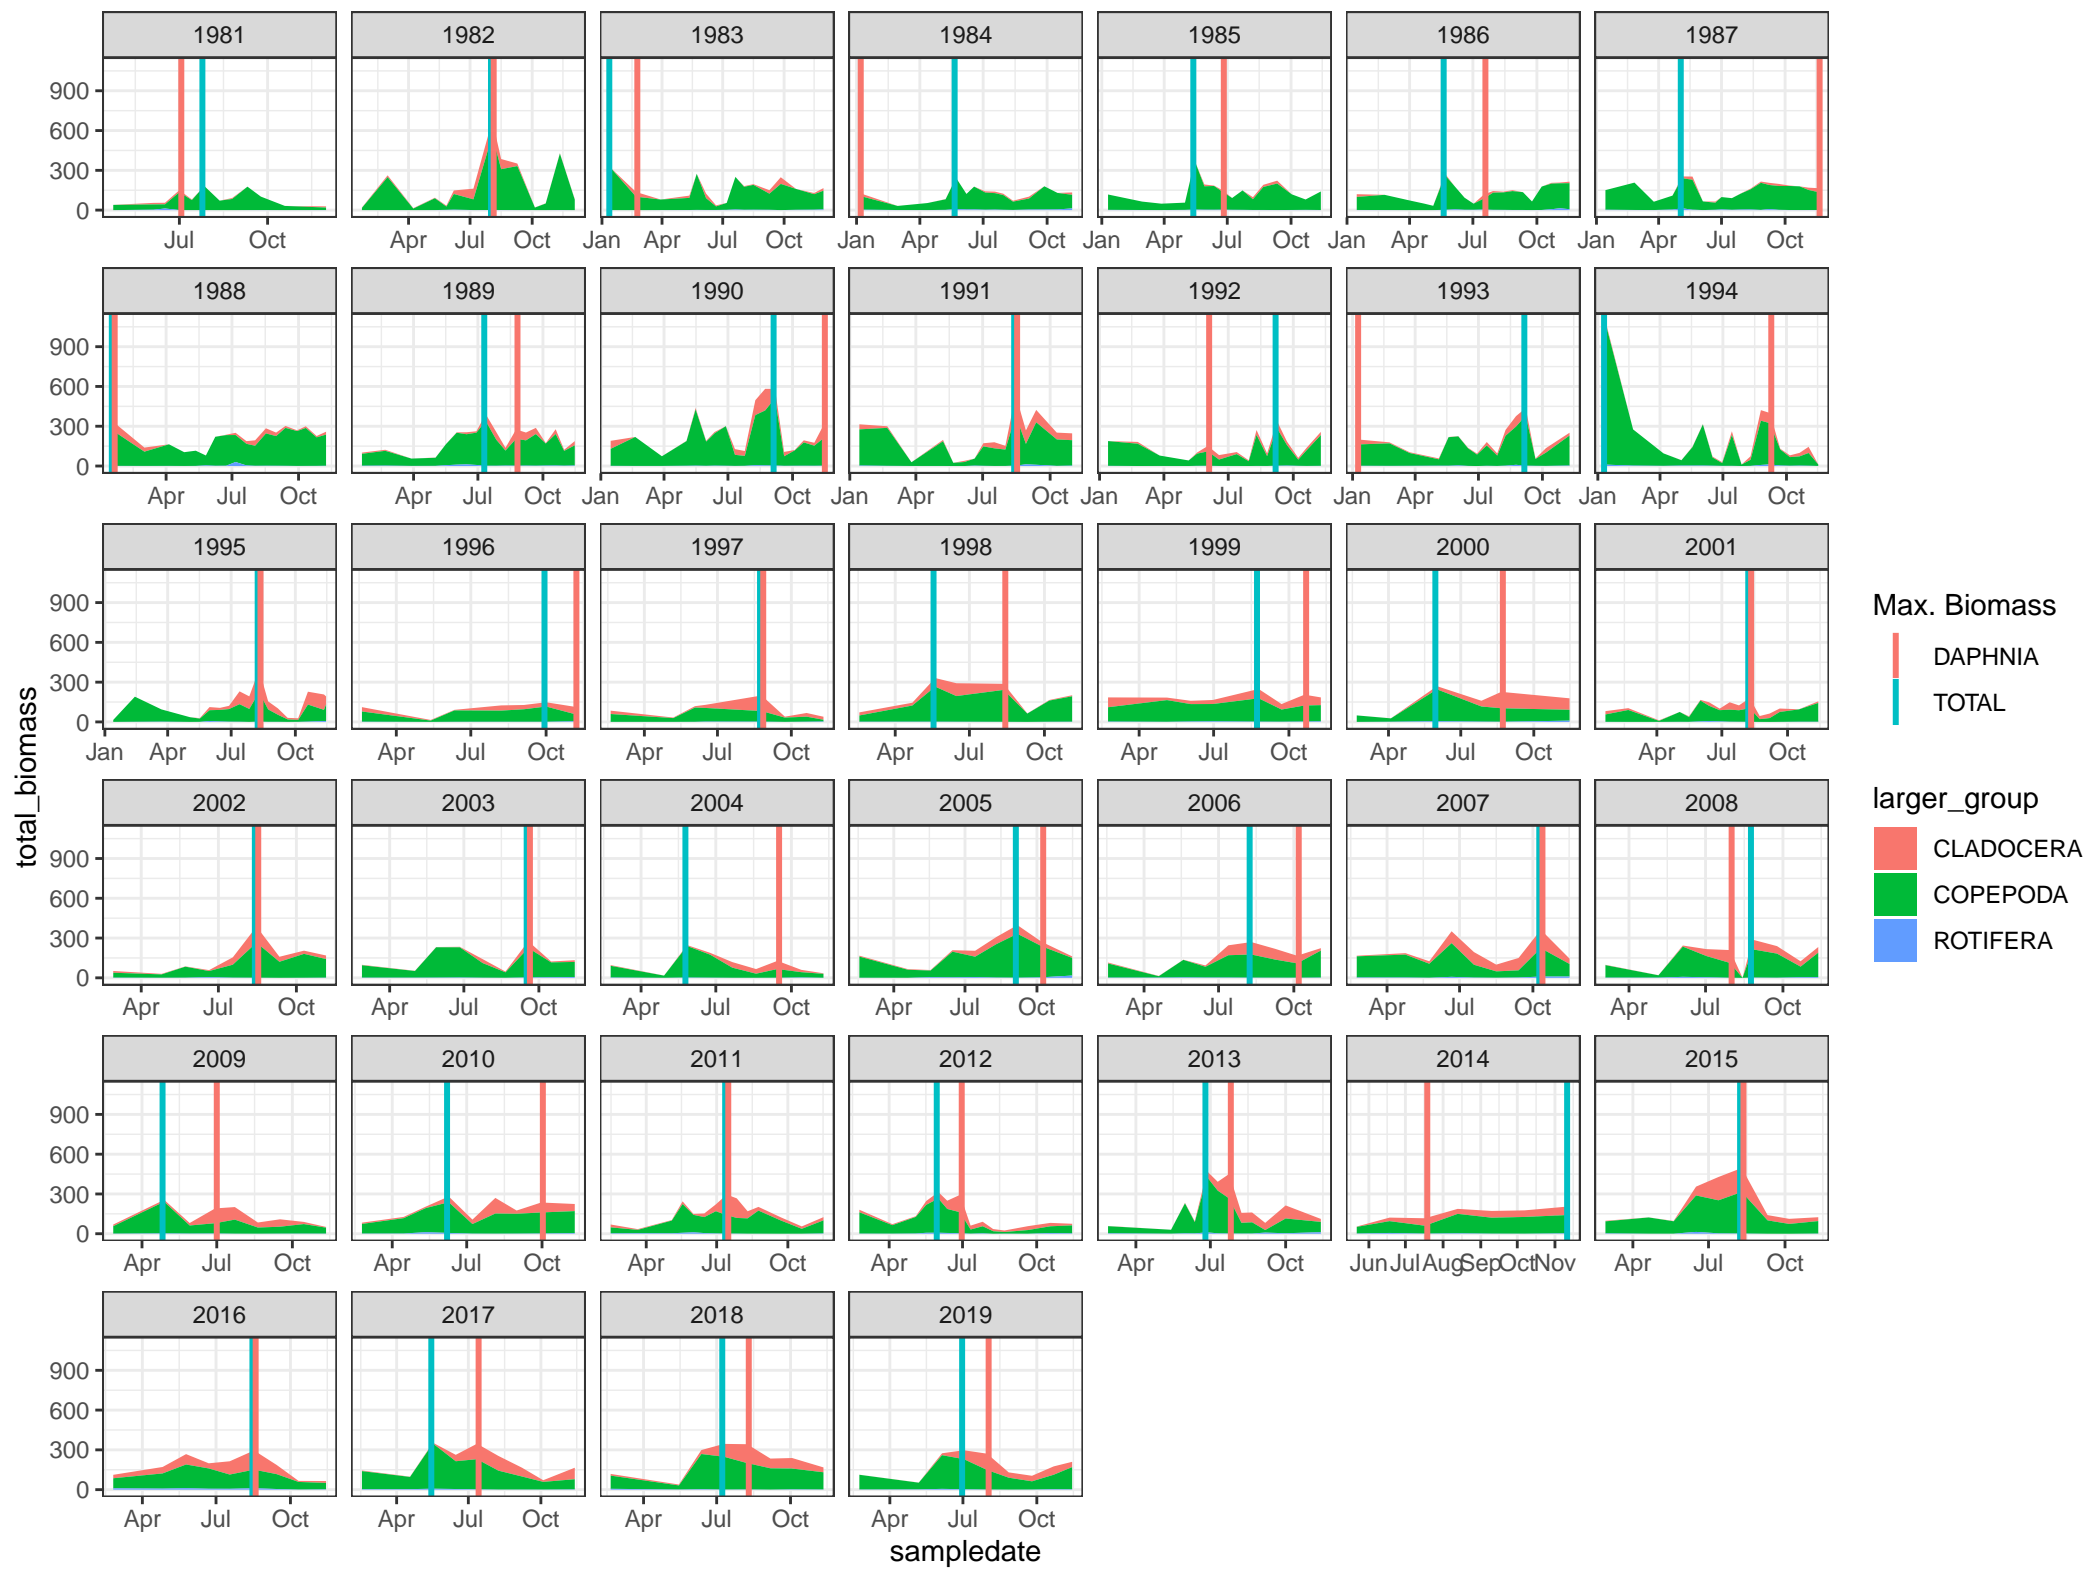 1981 1982 1983 1984 1985 1986 1987
900
600
300
0
Jul Oct Apr Jul Oct Jan Apr Jul Oct Jan Apr Jul Oct Jan Apr Jul Oct Jan Apr Jul Oct Jan Apr Jul Oct
1988 1989 1990 1991 1992 1993 1994
900
600
300
0
Apr Jul Oct Apr Jul Oct Jan Apr Jul Oct Jan Apr Jul Oct Jan Apr Jul Oct Jan Apr Jul Oct Jan Apr Jul Oct
1995 1996 1997 1998 1999 2000 2001
900
600
300
0
Jan Apr Jul Oct Apr Jul Oct Apr Jul Oct Apr Jul Oct Apr Jul Oct Apr Jul Oct Apr Jul Oct
2002 2003 2004 2005 2006 2007 2008
900
600
300
0
Apr Jul Oct Apr Jul Oct Apr Jul Oct Apr Jul Oct Apr Jul Oct Apr Jul Oct Apr Jul Oct
2009 2010 2011 2012 2013 2014 2015
900
600
300
0
Apr Jul Oct Apr Jul Oct Apr Jul Oct Apr Jul Oct Apr Jul Oct Jun Jul Aug Sep Oct Nov Apr Jul Oct
2016 2017 2018 2019
900
600
300
0
Apr Jul Oct Apr Jul Oct Apr Jul Oct Apr Jul Oct
sampledate
total_biomass
Max. Biomass
DAPHNIA
TOTAL
larger_group
CLADOCERA
COPEPODA
ROTIFERA